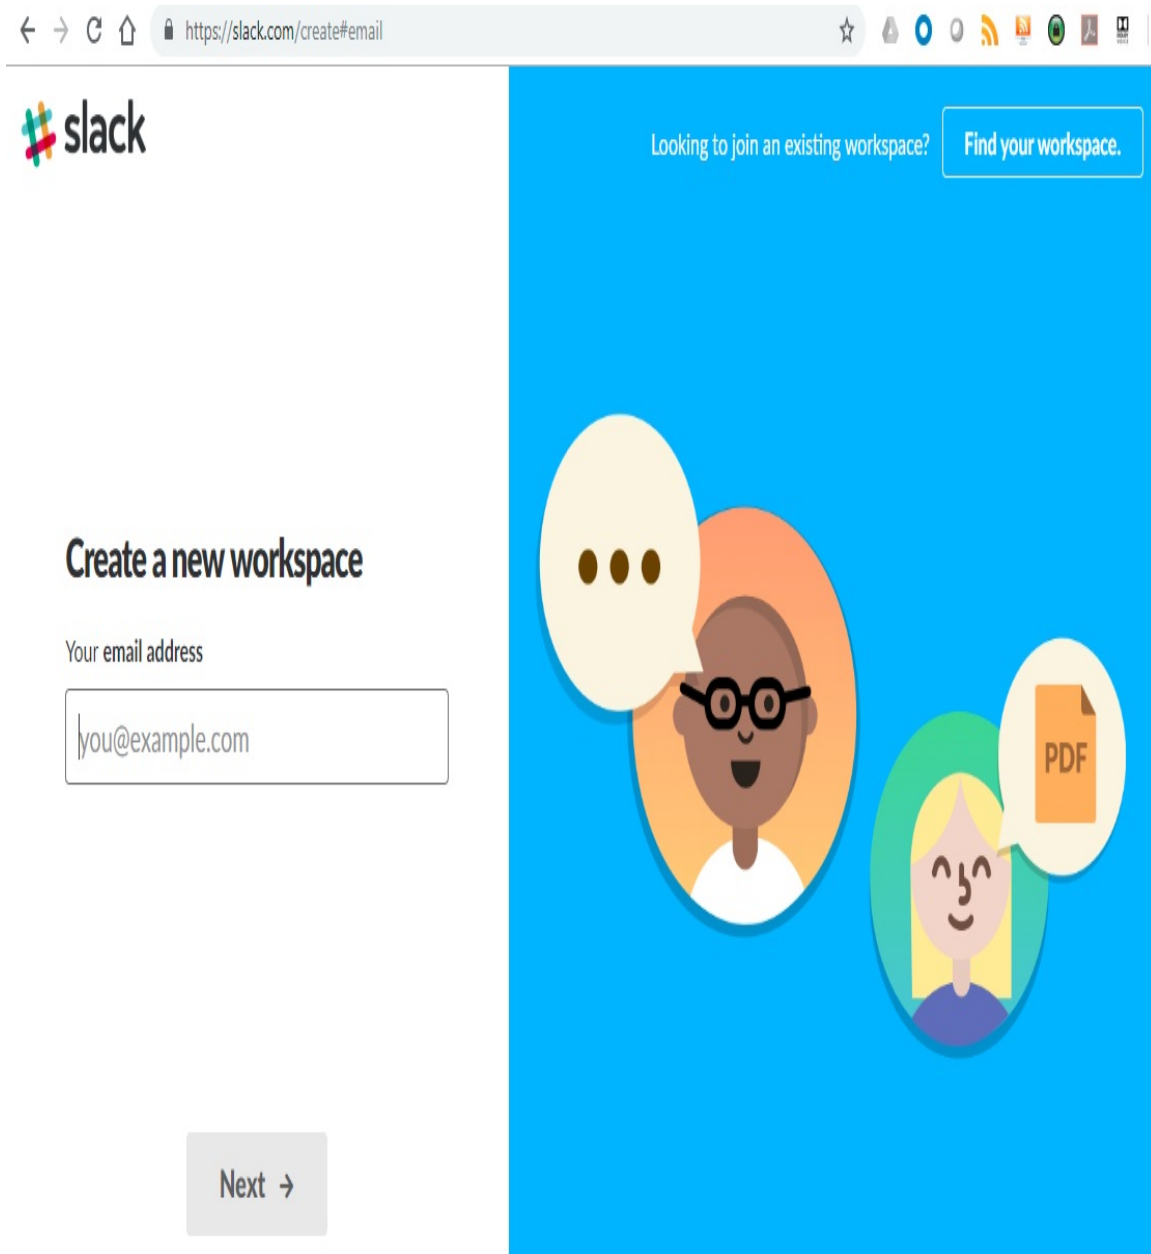 https://slack.com/create#email
slack
Looking to join an existing workspace?
Find your workspace.
Create a new workspace
Your email address
you@example.com
PDF
Next →